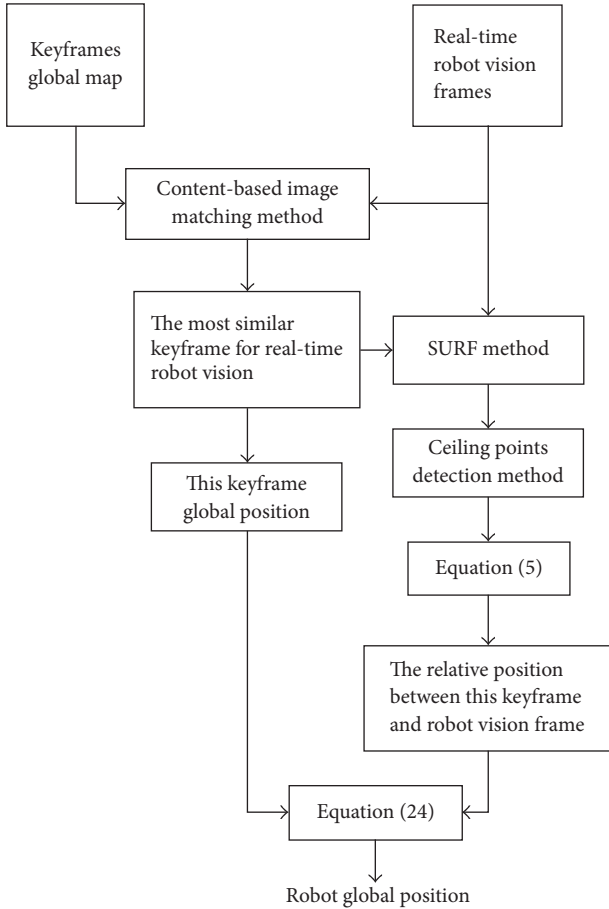 Keyframes
global map
Real-time
robot vision
frames
Content-based image
matching method
The most similar
keyframe for real-time
robot vision
SURF method
This keyframe
global position
Ceiling points
detection method
Equation (5)
The relative position
between this keyframe
and robot vision frame
Equation (24)
Robot global position